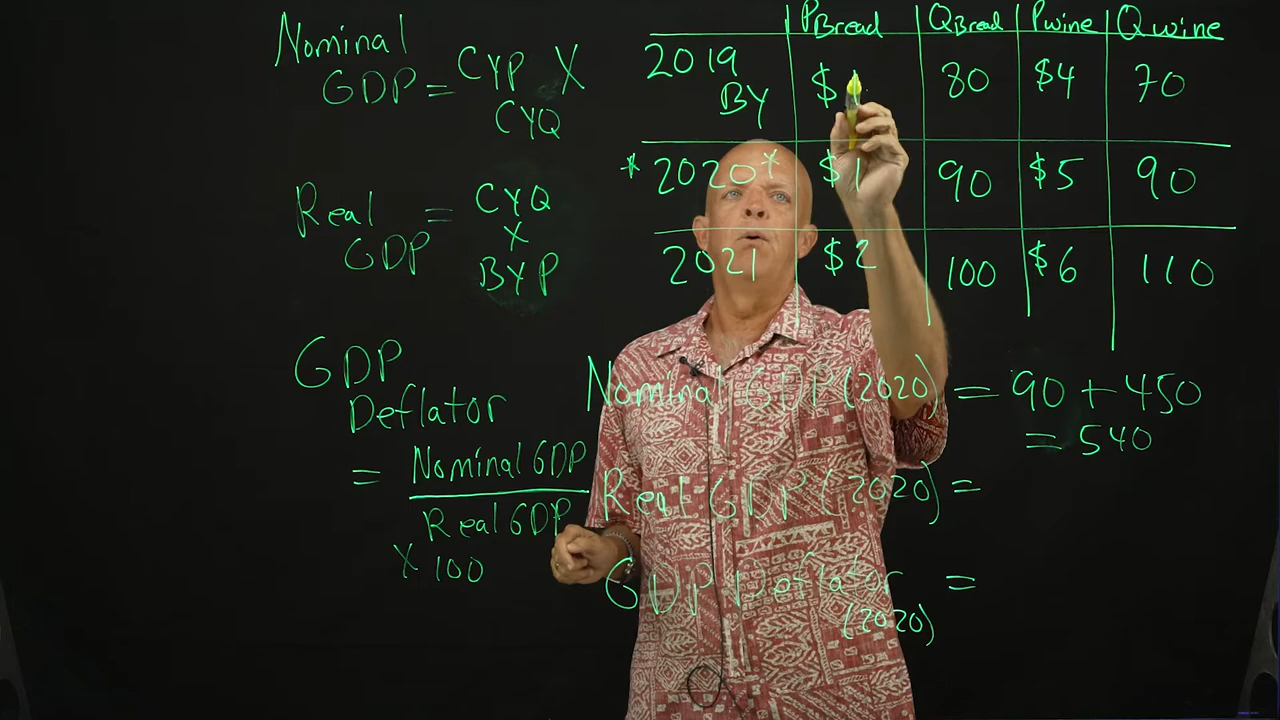 Nominal
GDP = CYP X
CYQ
Real
GDP = CYQ
X
BYP
GDP
Deflator
= Nominal GDP
Real GDP
X 100
PBread QBread Pwine Qwine
2019
BY $ 80 $4 70
*2020* $1 90 $5 90
2021 $2 100 $6 110
Nominal GDP (2020) = 90 + 450
= 540
Real GDP (2020) =
GDP Deflator =
(2020)